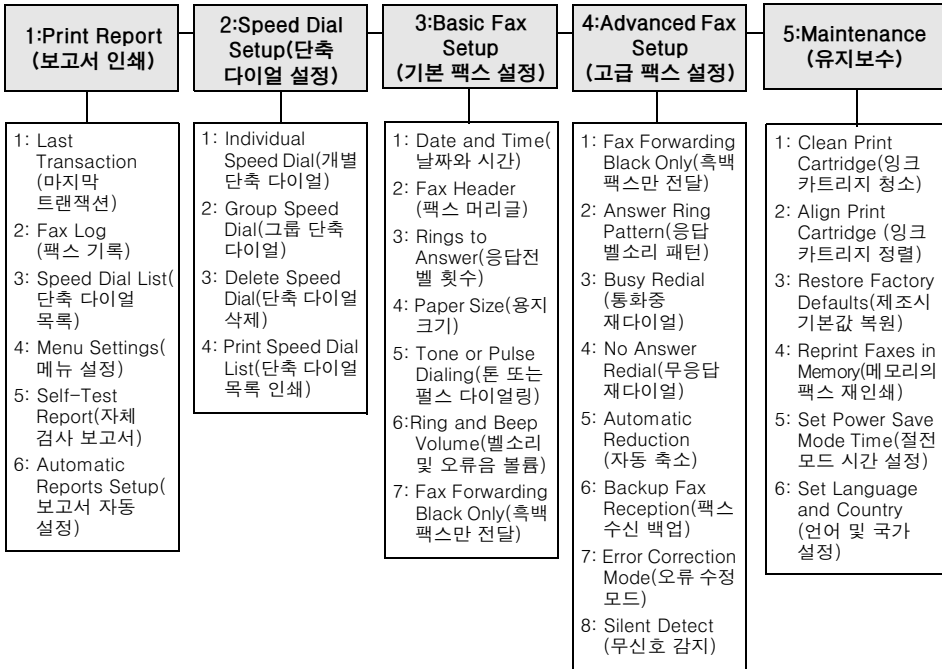 1:Print Report
(보고서 인쇄)
1: Last
Transaction
(마지막
트랜잭션)
2: Fax Log
(팩스 기록)
3: Speed Dial List(
단축 다이얼
목록)
4: Menu Settings(
메뉴 설정)
5: Self-Test
Report(자체
검사 보고서)
6: Automatic
Reports Setup(
보고서 자동
설정)
2:Speed Dial
Setup(단축
다이얼 설정)
1: Individual
Speed Dial(개별
단축 다이얼)
2: Group Speed
Dial(그룹 단축
다이얼)
3: Delete Speed
Dial(단축 다이얼
삭제)
4: Print Speed Dial
List(단축 다이얼
목록 인쇄)
3:Basic Fax
Setup
(기본 팩스 설정)
1: Date and Time(
날짜와 시간)
2: Fax Header
(팩스 머리글)
3: Rings to
Answer(응답전
벨 횟수)
4: Paper Size(용지
크기)
5: Tone or Pulse
Dialing(톤 또는
펄스 다이얼링)
6:Ring and Beep
Volume(벨소리
및 오류음 볼륨)
7: Fax Forwarding
Black Only(흑백
팩스만 전달)
4:Advanced Fax
Setup
(고급 팩스 설정)
1: Fax Forwarding
Black Only(흑백
팩스만 전달)
2: Answer Ring
Pattern(응답
벨소리 패턴)
3: Busy Redial
(통화중
재다이얼)
4: No Answer
Redial(무응답
재다이얼)
5: Automatic
Reduction
(자동 축소)
6: Backup Fax
Reception(팩스
수신 백업)
7: Error Correction
Mode(오류 수정
모드)
8: Silent Detect
(무신호 감지)
5:Maintenance
(유지보수)
1: Clean Print
Cartridge(잉크
카트리지 청소)
2: Align Print
Cartridge (잉크
카트리지 정렬)
3: Restore Factory
Defaults(제조시
기본값 복원)
4: Reprint Faxes in
Memory(메모리의
팩스 재인쇄)
5: Set Power Save
Mode Time(절전
모드 시간 설정)
6: Set Language
and Country
(언어 및 국가
설정)